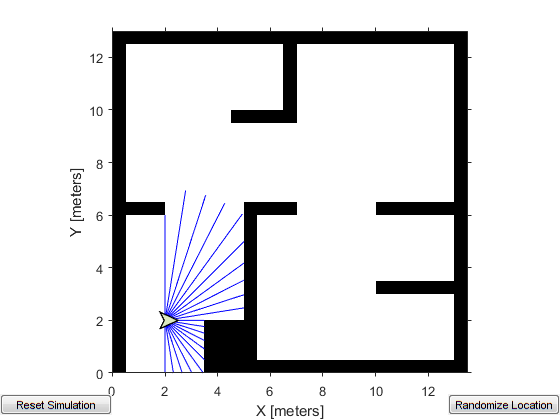 12
10
8
6
4
2
0
Y [meters]
0 2 4 6 8 10 12
X [meters]
Reset Simulation
Randomize Location